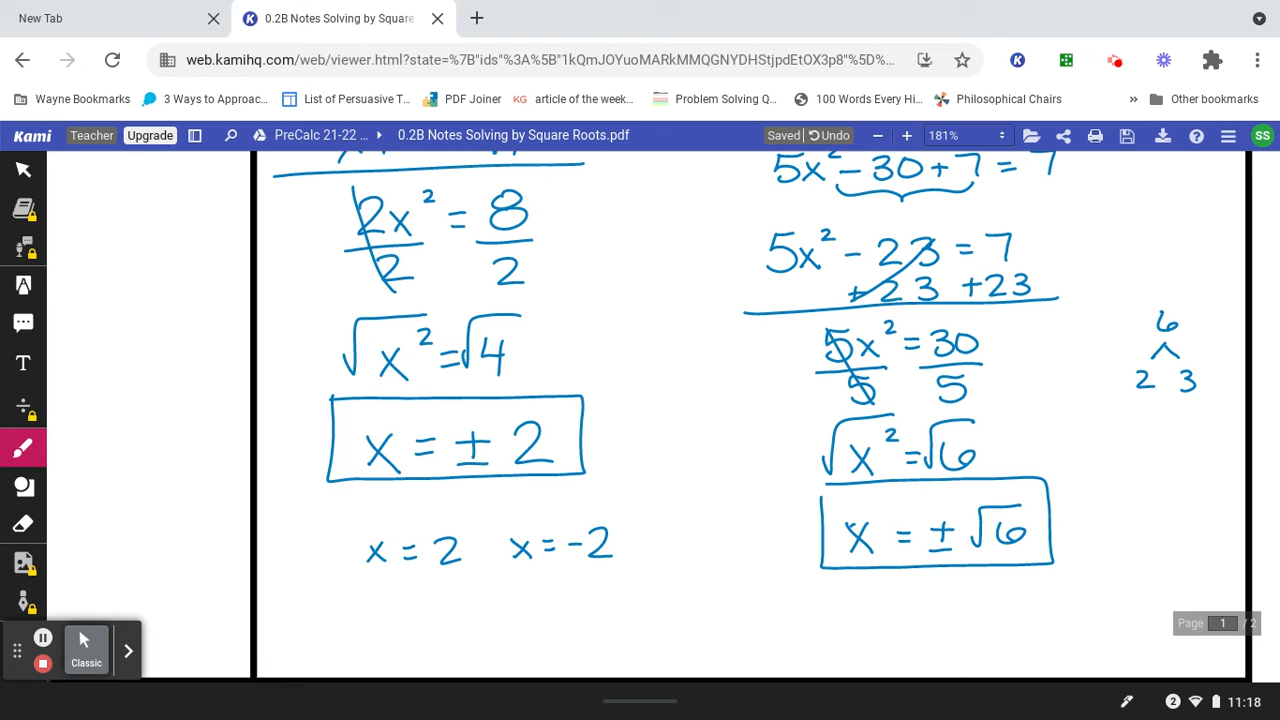 New Tab
0.2B Notes Solving by Square
web.kamihq.com/web/viewer.html?state=%7B"ids"%3A%5B"1kQmJOYuoMARkMMQGNYDHStjpdEtOX3p8"%5D%...
Wayne Bookmarks
3 Ways to Approac...
List of Persuasive T...
PDF Joiner
KG article of the week...
Problem Solving Q...
100 Words Every Hi...
Philosophical Chairs
» Other bookmarks
Kami Teacher Upgrade
PreCalc 21-22 ...
0.2B Notes Solving by Square Roots.pdf
Saved Undo
181%
SS
2x² = 8
2 2
√x² = √4
x = ± 2
x = 2 x = -2
5x² - 30 + 7 = 7
5x² - 23 = 7
+23 +23
5x² = 30
5 5
√x² = √6
x = ± √6
6
2 3
Page 1 / 2
Classic
2 11:18